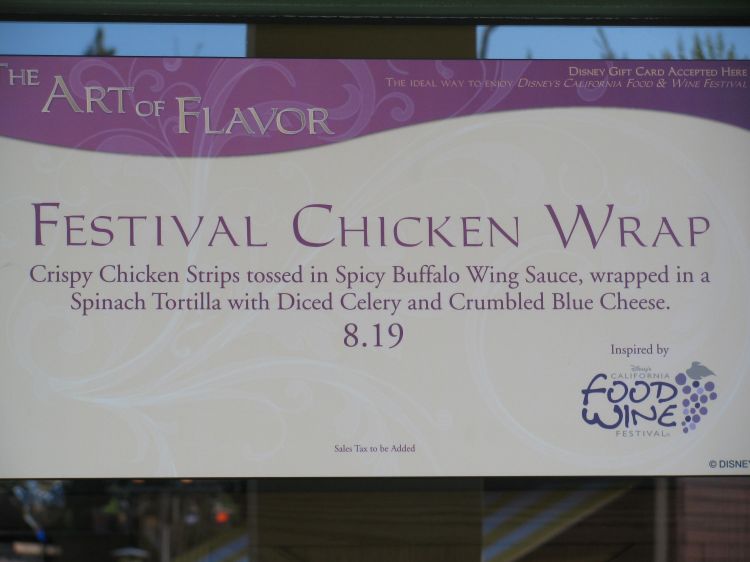 THE ART OF FLAVOR
DISNEY GIFT CARD ACCEPTED HERE
THE IDEAL WAY TO ENJOY DISNEY'S CALIFORNIA FOOD & WINE FESTIVAL
FESTIVAL CHICKEN WRAP
Crispy Chicken Strips tossed in Spicy Buffalo Wing Sauce, wrapped in a
Spinach Tortilla with Diced Celery and Crumbled Blue Cheese.
8.19
Inspired by
Disney's
CALIFORNIA
FOOD
WINE
FESTIVAL
Sales Tax to be Added
© DISNEY